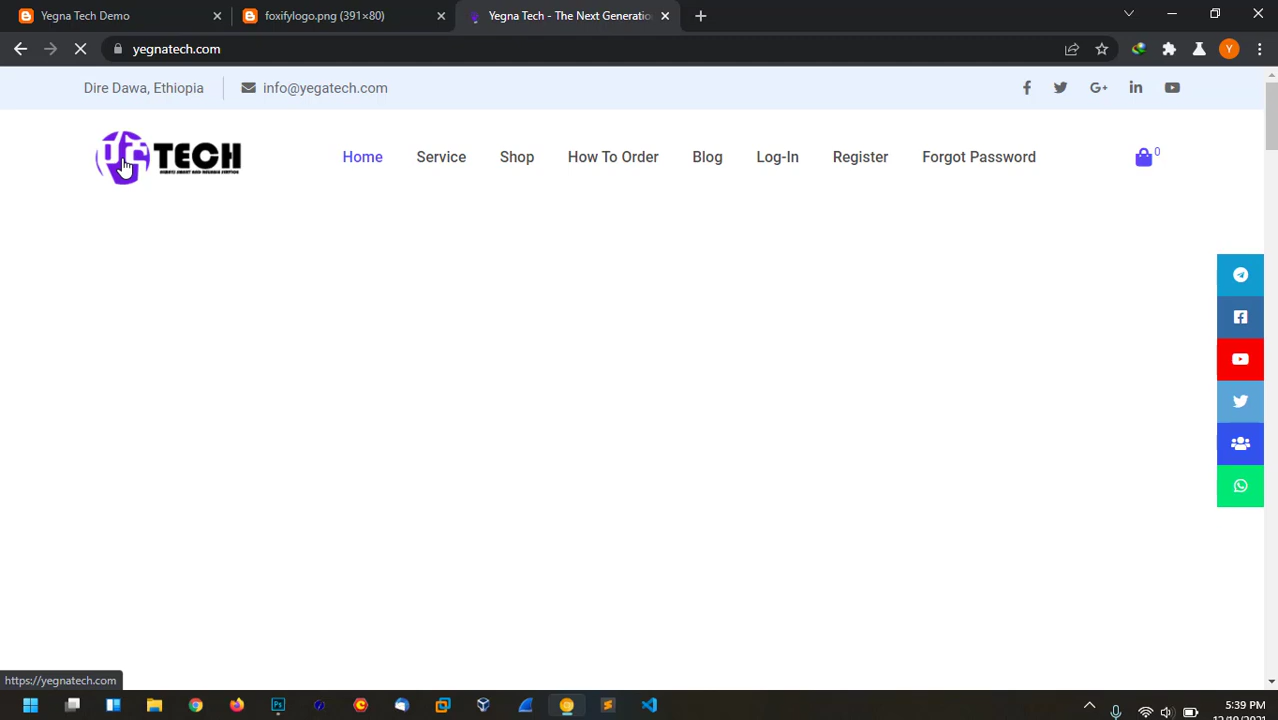 Yegna Tech Demo
foxifylogo.png (391×80)
Yegna Tech - The Next Generatio
yegnatech.com
Y
Dire Dawa, Ethiopia
info@yegatech.com
TECH
Home
Service
Shop
How To Order
Blog
Log-In
Register
Forgot Password
0
https://yegnatech.com
Ps
5:39 PM